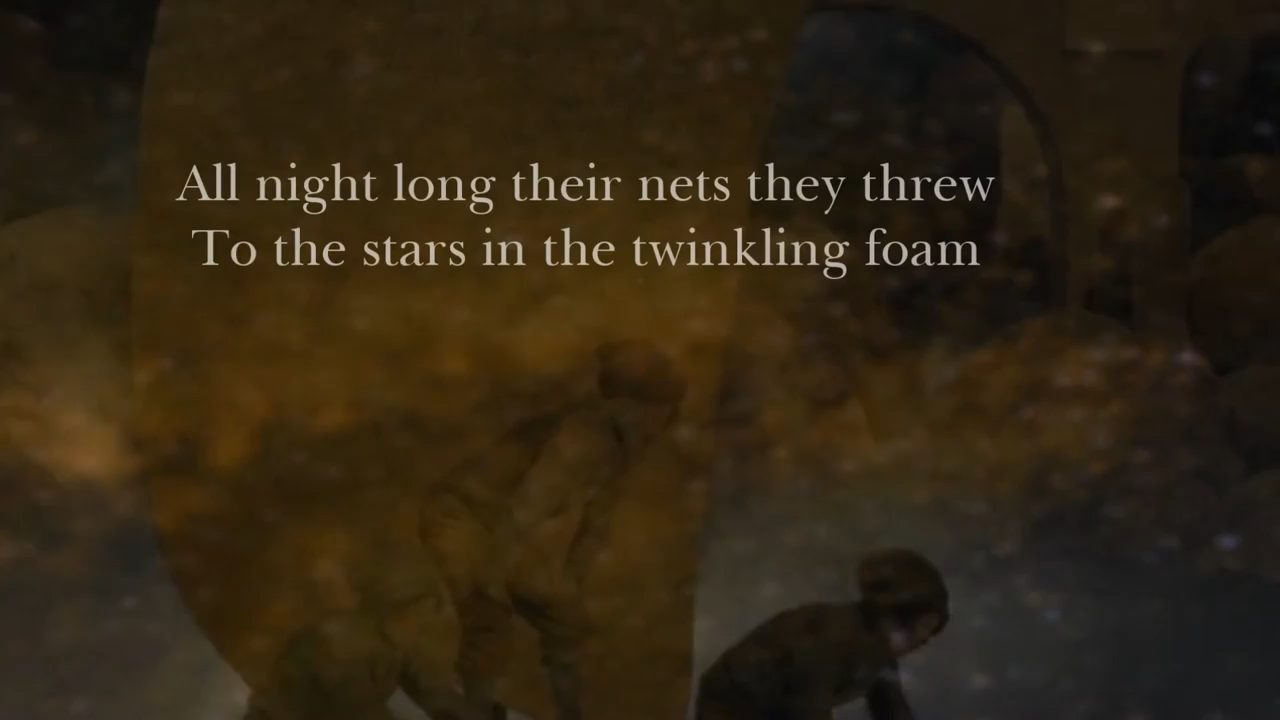 All night long their nets they threw
To the stars in the twinkling foam